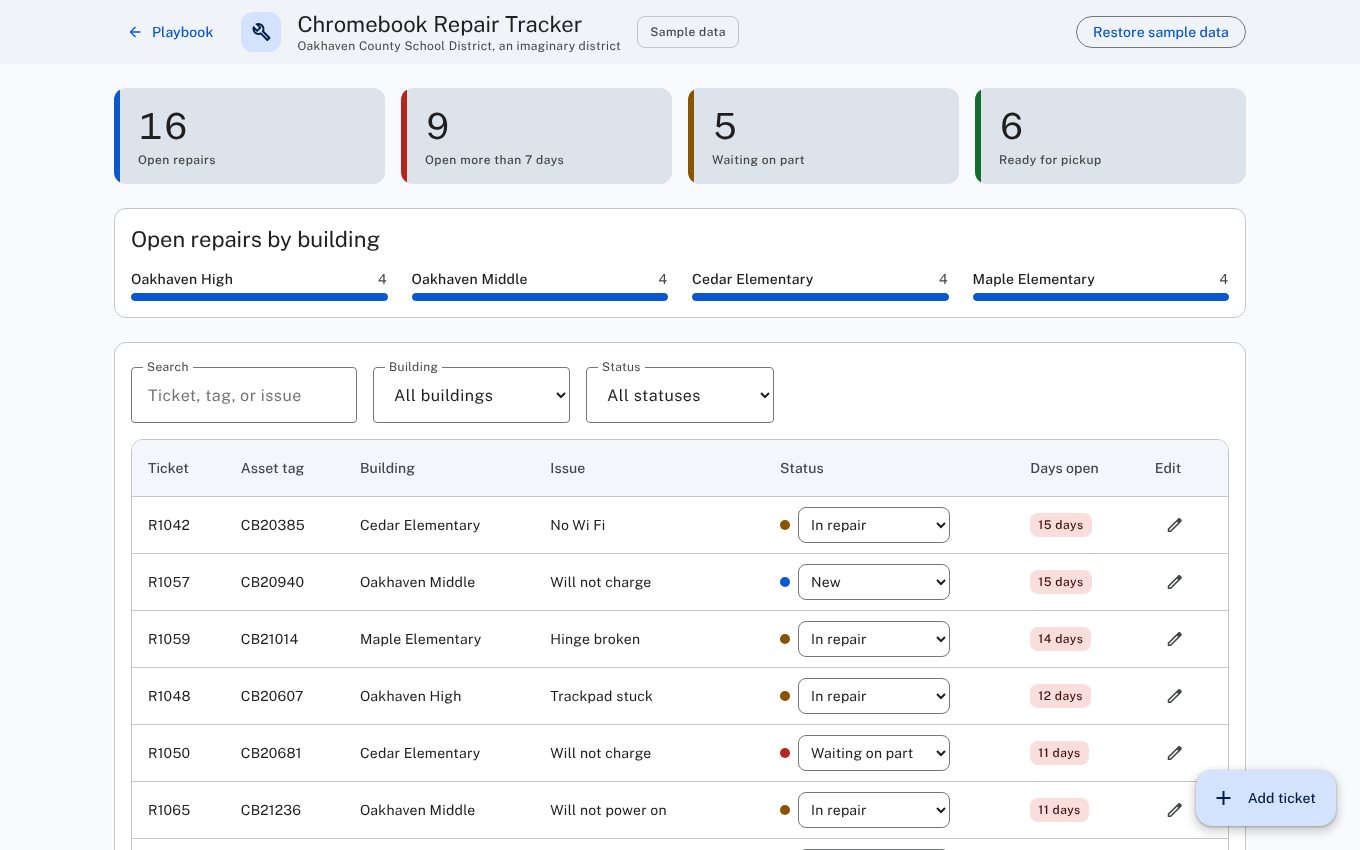 Playbook
Chromebook Repair Tracker
Oakhaven County School District, an imaginary district
Sample data
Restore sample data
16
Open repairs
9
Open more than 7 days
5
Waiting on part
6
Ready for pickup
Open repairs by building
Oakhaven High 4
Oakhaven Middle 4
Cedar Elementary 4
Maple Elementary 4
Search
Ticket, tag, or issue
Building
All buildings
Status
All statuses
Ticket Asset tag Building Issue Status Days open Edit
R1042 CB20385 Cedar Elementary No Wi Fi In repair 15 days
R1057 CB20940 Oakhaven Middle Will not charge New 15 days
R1059 CB21014 Maple Elementary Hinge broken In repair 14 days
R1048 CB20607 Oakhaven High Trackpad stuck In repair 12 days
R1050 CB20681 Cedar Elementary Will not charge Waiting on part 11 days
R1065 CB21236 Oakhaven Middle Will not power on In repair 11 days
Add ticket